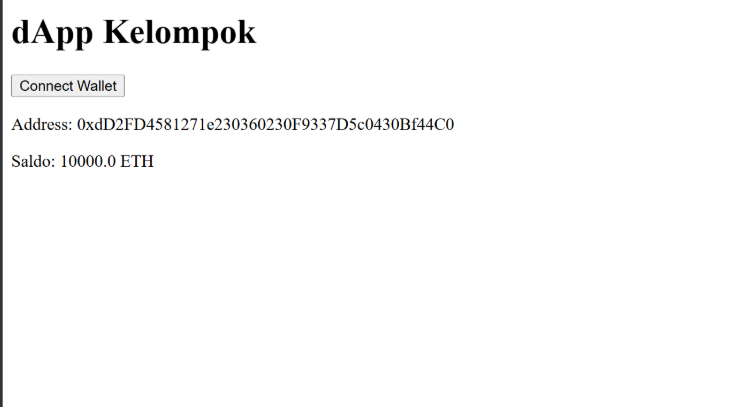 dApp Kelompok
Connect Wallet
Address: 0xdD2FD4581271e230360230F9337D5c0430Bf44C0
Saldo: 10000.0 ETH